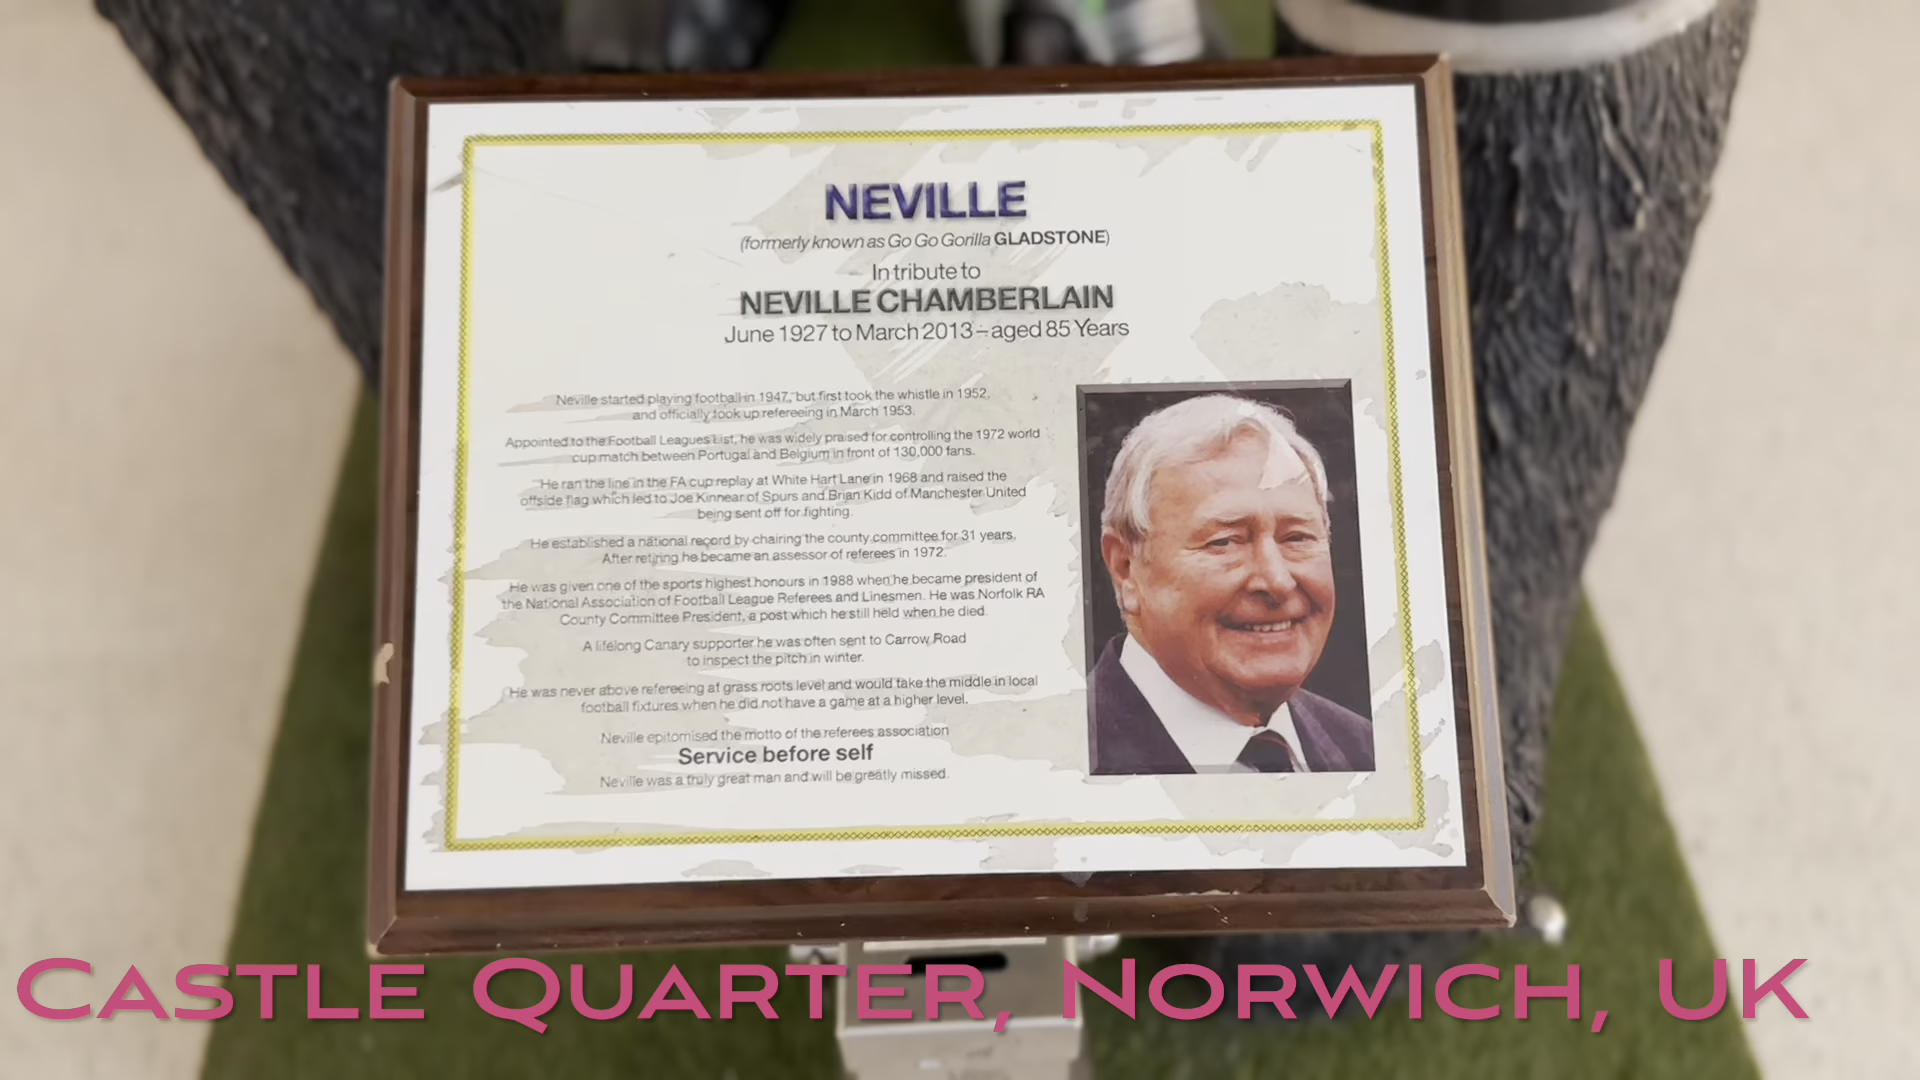 NEVILLE
(formerly known as Go Go Gorilla GLADSTONE)
In tribute to
NEVILLE CHAMBERLAIN
June 1927 to March 2013 – aged 85 Years
Neville started playing football in 1947, but first took the whistle in 1952,
and officially took up refereeing in March 1953.
Appointed to the Football Leagues List, he was widely praised for controlling the 1972 world
cup match between Portugal and Belgium in front of 130,000 fans.
He ran the line in the FA cup replay at White Hart Lane in 1968 and raised the
offside flag which led to Joe Kinnear of Spurs and Brian Kidd of Manchester United
being sent off for fighting.
He established a national record by chairing the county committee for 31 years.
After retiring he became an assessor of referees in 1972.
He was given one of the sports highest honours in 1988 when he became president of
the National Association of Football League Referees and Linesmen. He was Norfolk RA
County Committee President, a post which he still held when he died.
A lifelong Canary supporter he was often sent to Carrow Road
to inspect the pitch in winter.
He was never above refereeing at grass roots level and would take the middle in local
football fixtures when he did not have a game at a higher level.
Neville epitomised the motto of the referees association
Service before self
Neville was a truly great man and will be greatly missed.
CASTLE QUARTER, NORWICH, UK